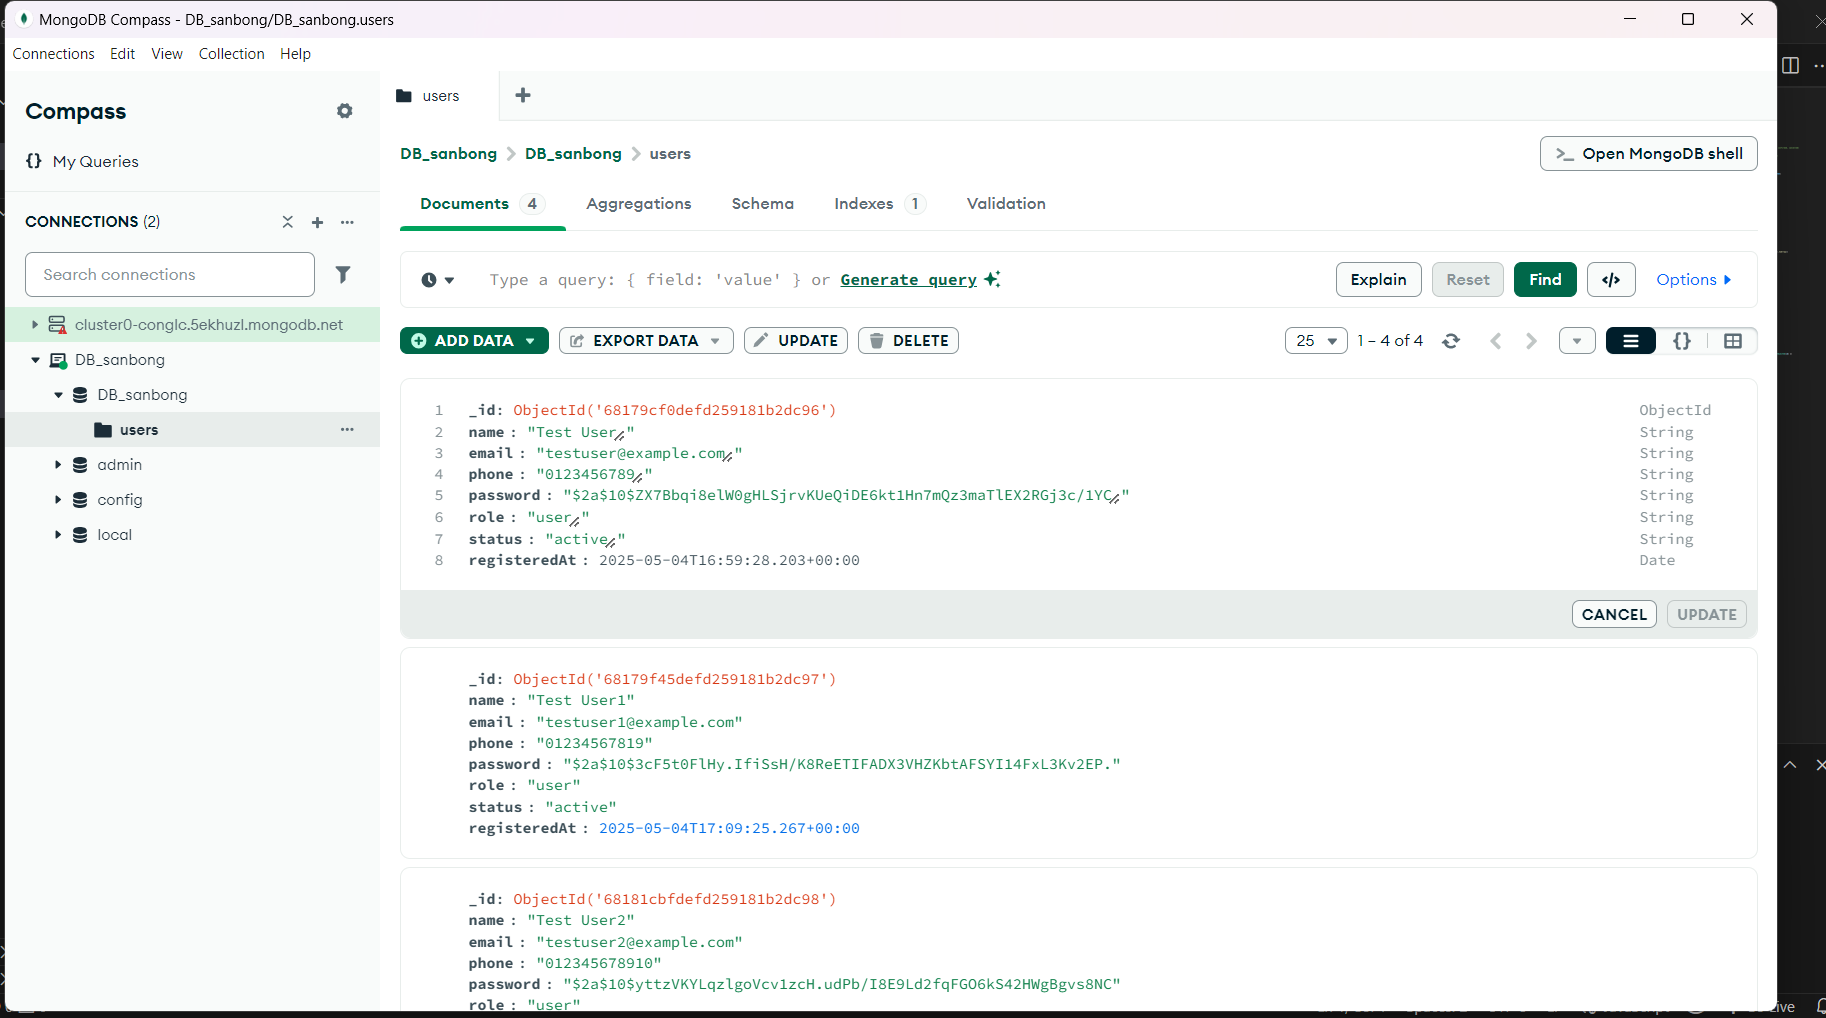 MongoDB Compass - DB_sanbong/DB_sanbong.users
Connections Edit View Collection Help
Compass
{} My Queries
CONNECTIONS (2)
Search connections
cluster0-conglc.5ekhuzl.mongodb.net
DB_sanbong
DB_sanbong
users
admin
config
local
users
DB_sanbong > DB_sanbong > users
>_ Open MongoDB shell
Documents 4 Aggregations Schema Indexes 1 Validation
Type a query: { field: 'value' } or Generate query
Explain Reset Find </> Options
ADD DATA EXPORT DATA UPDATE DELETE
25 1 – 4 of 4 {}
1 _id: ObjectId('68179cf0defd259181b2dc96') ObjectId
2 name : "Test User" String
3 email : "testuser@example.com" String
4 phone : "0123456789" String
5 password : "$2a$10$ZX7Bbqi8elW0gHLSjrvKUeQiDE6kt1Hn7mQz3maTlEX2RGj3c/1YC" String
6 role : "user" String
7 status : "active" String
8 registeredAt : 2025-05-04T16:59:28.203+00:00 Date
CANCEL UPDATE
_id: ObjectId('68179f45defd259181b2dc97')
name : "Test User1"
email : "testuser1@example.com"
phone : "01234567819"
password : "$2a$10$3cF5t0FlHy.IfiSsH/K8ReETIFADX3VHZKbtAFSYI14FxL3Kv2EP."
role : "user"
status : "active"
registeredAt : 2025-05-04T17:09:25.267+00:00
_id: ObjectId('68181cbfdefd259181b2dc98')
name : "Test User2"
email : "testuser2@example.com"
phone : "012345678910"
password : "$2a$10$yttzVKYLqzlgoVcv1zcH.udPb/I8E9Ld2fqFGO6kS42HWgBgvs8NC"
role : "user"